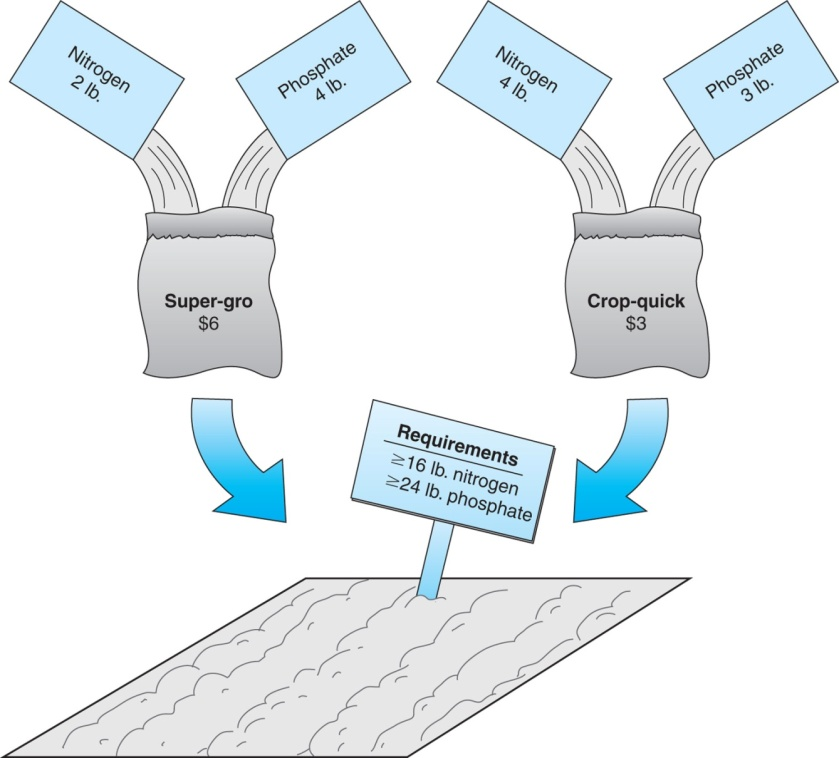 Nitrogen
2 lb.
Phosphate
4 lb.
Nitrogen
4 lb.
Phosphate
3 lb.
Super-gro
$6
Crop-quick
$3
Requirements
≥16 lb. nitrogen
≥24 lb. phosphate